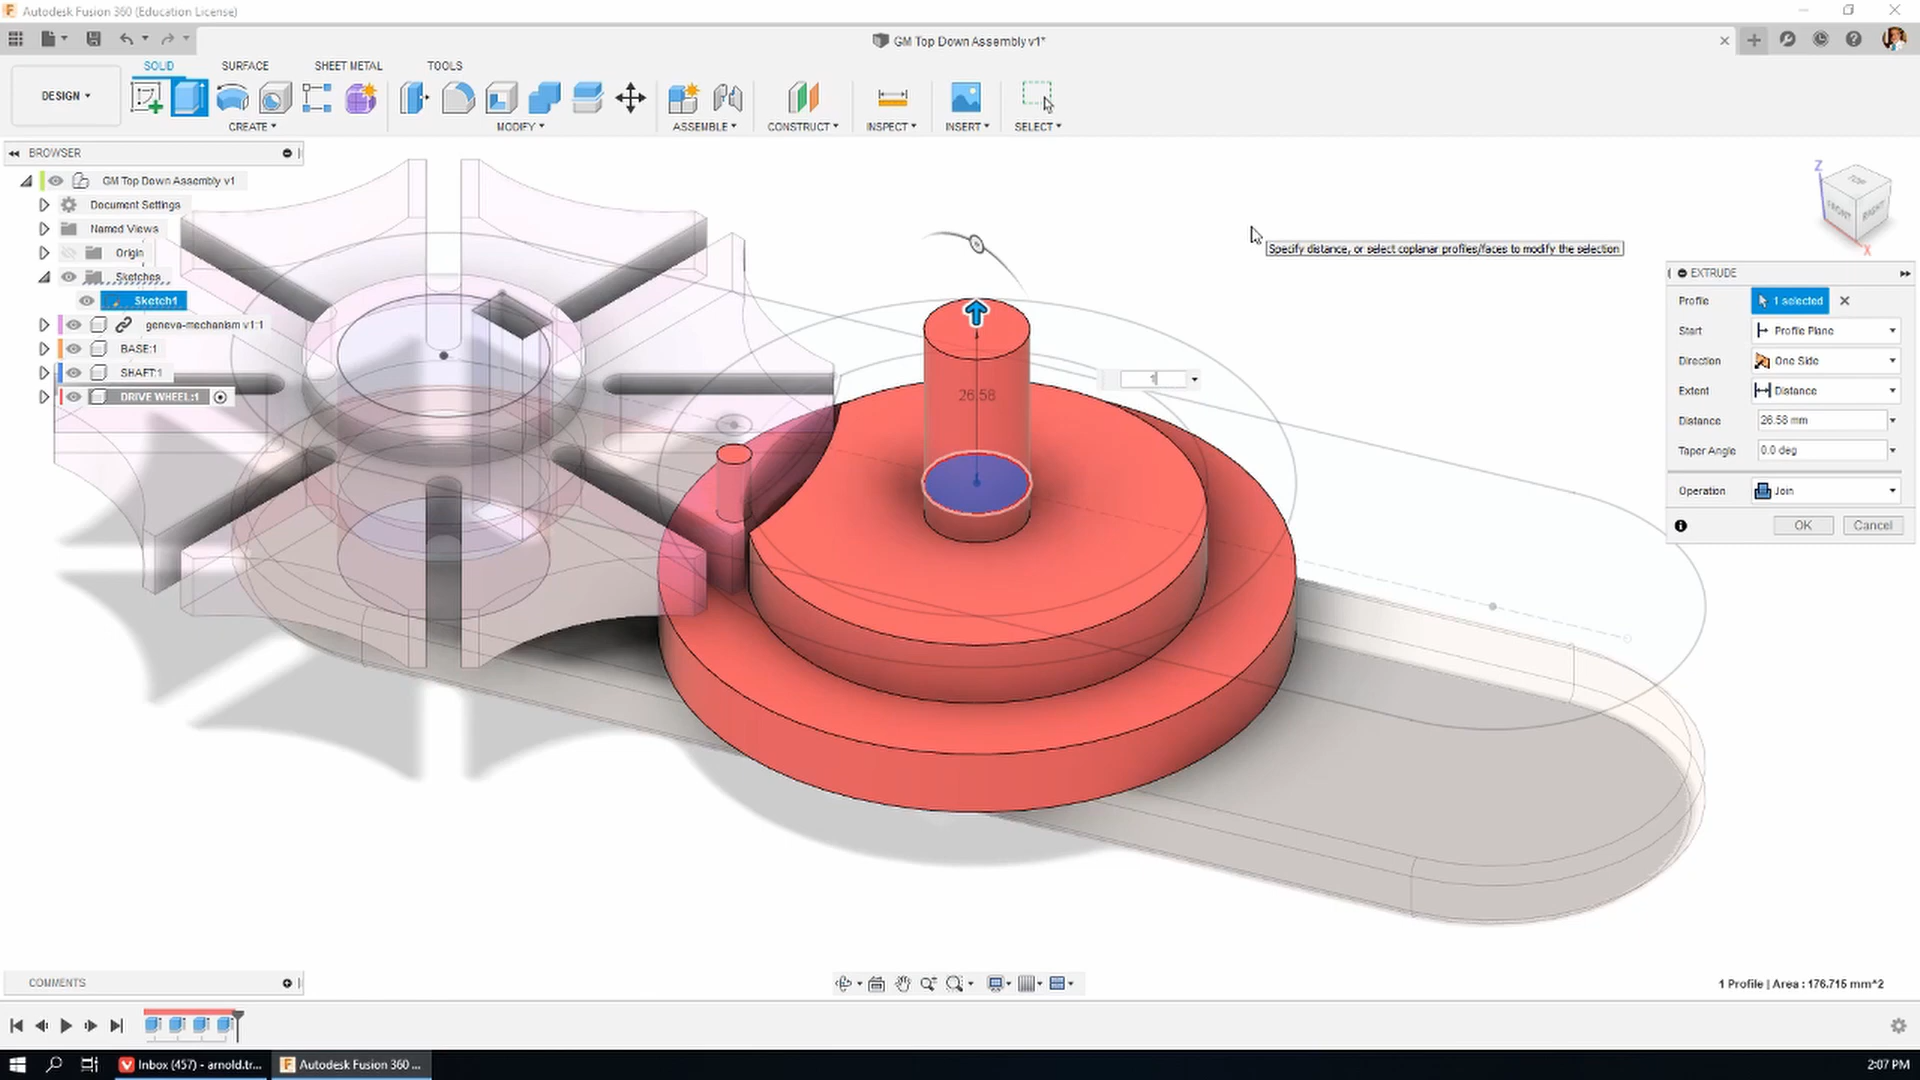 Autodesk Fusion 360 (Education License)
GM Top Down Assembly v1*
SOLID SURFACE SHEET METAL TOOLS
DESIGN
CREATE MODIFY ASSEMBLE CONSTRUCT INSPECT INSERT SELECT
BROWSER
GM Top Down Assembly v1
Document Settings
Named Views
Origin
Sketches
Sketch1
geneva-mechanism v1:1
BASE:1
SHAFT:1
DRIVE WHEEL:1
26.58
Specify distance, or select coplanar profiles/faces to modify the selection
Z
TOP
FRONT
RIGHT
X
EXTRUDE
Profile 1 selected
Start Profile Plane
Direction One Side
Extent Distance
Distance 26.58 mm
Taper Angle 0.0 deg
Operation Join
OK Cancel
COMMENTS
1 Profile | Area : 176.715 mm^2
Inbox (457) - arnold.tr...
Autodesk Fusion 360 ...
2:07 PM